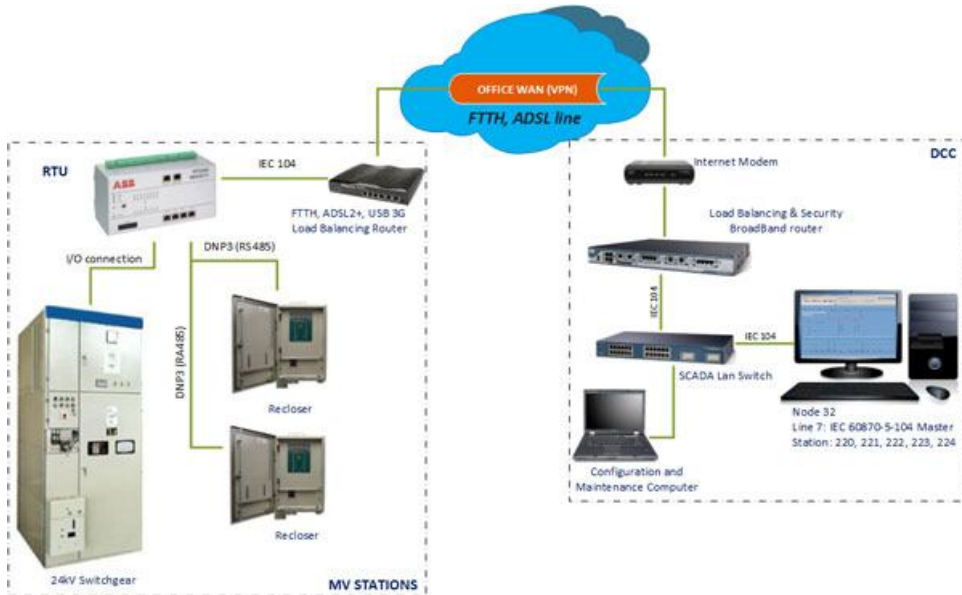 OFFICE WAN (VPN)
FTTH, ADSL line
RTU
ABB
IEC 104
FTTH, ADSL2+, USB 3G
Load Balancing Router
DNP3 (RS485)
I/O connection
DNP3 (RA485)
Recloser
Recloser
24kV Switchgear
MV STATIONS
DCC
Internet Modem
Load Balancing & Security
BroadBand router
IEC 104
IEC 104
SCADA Lan Switch
Node 32
Line 7: IEC 60870-5-104 Master
Station: 220, 221, 222, 223, 224
Configuration and
Maintenance Computer